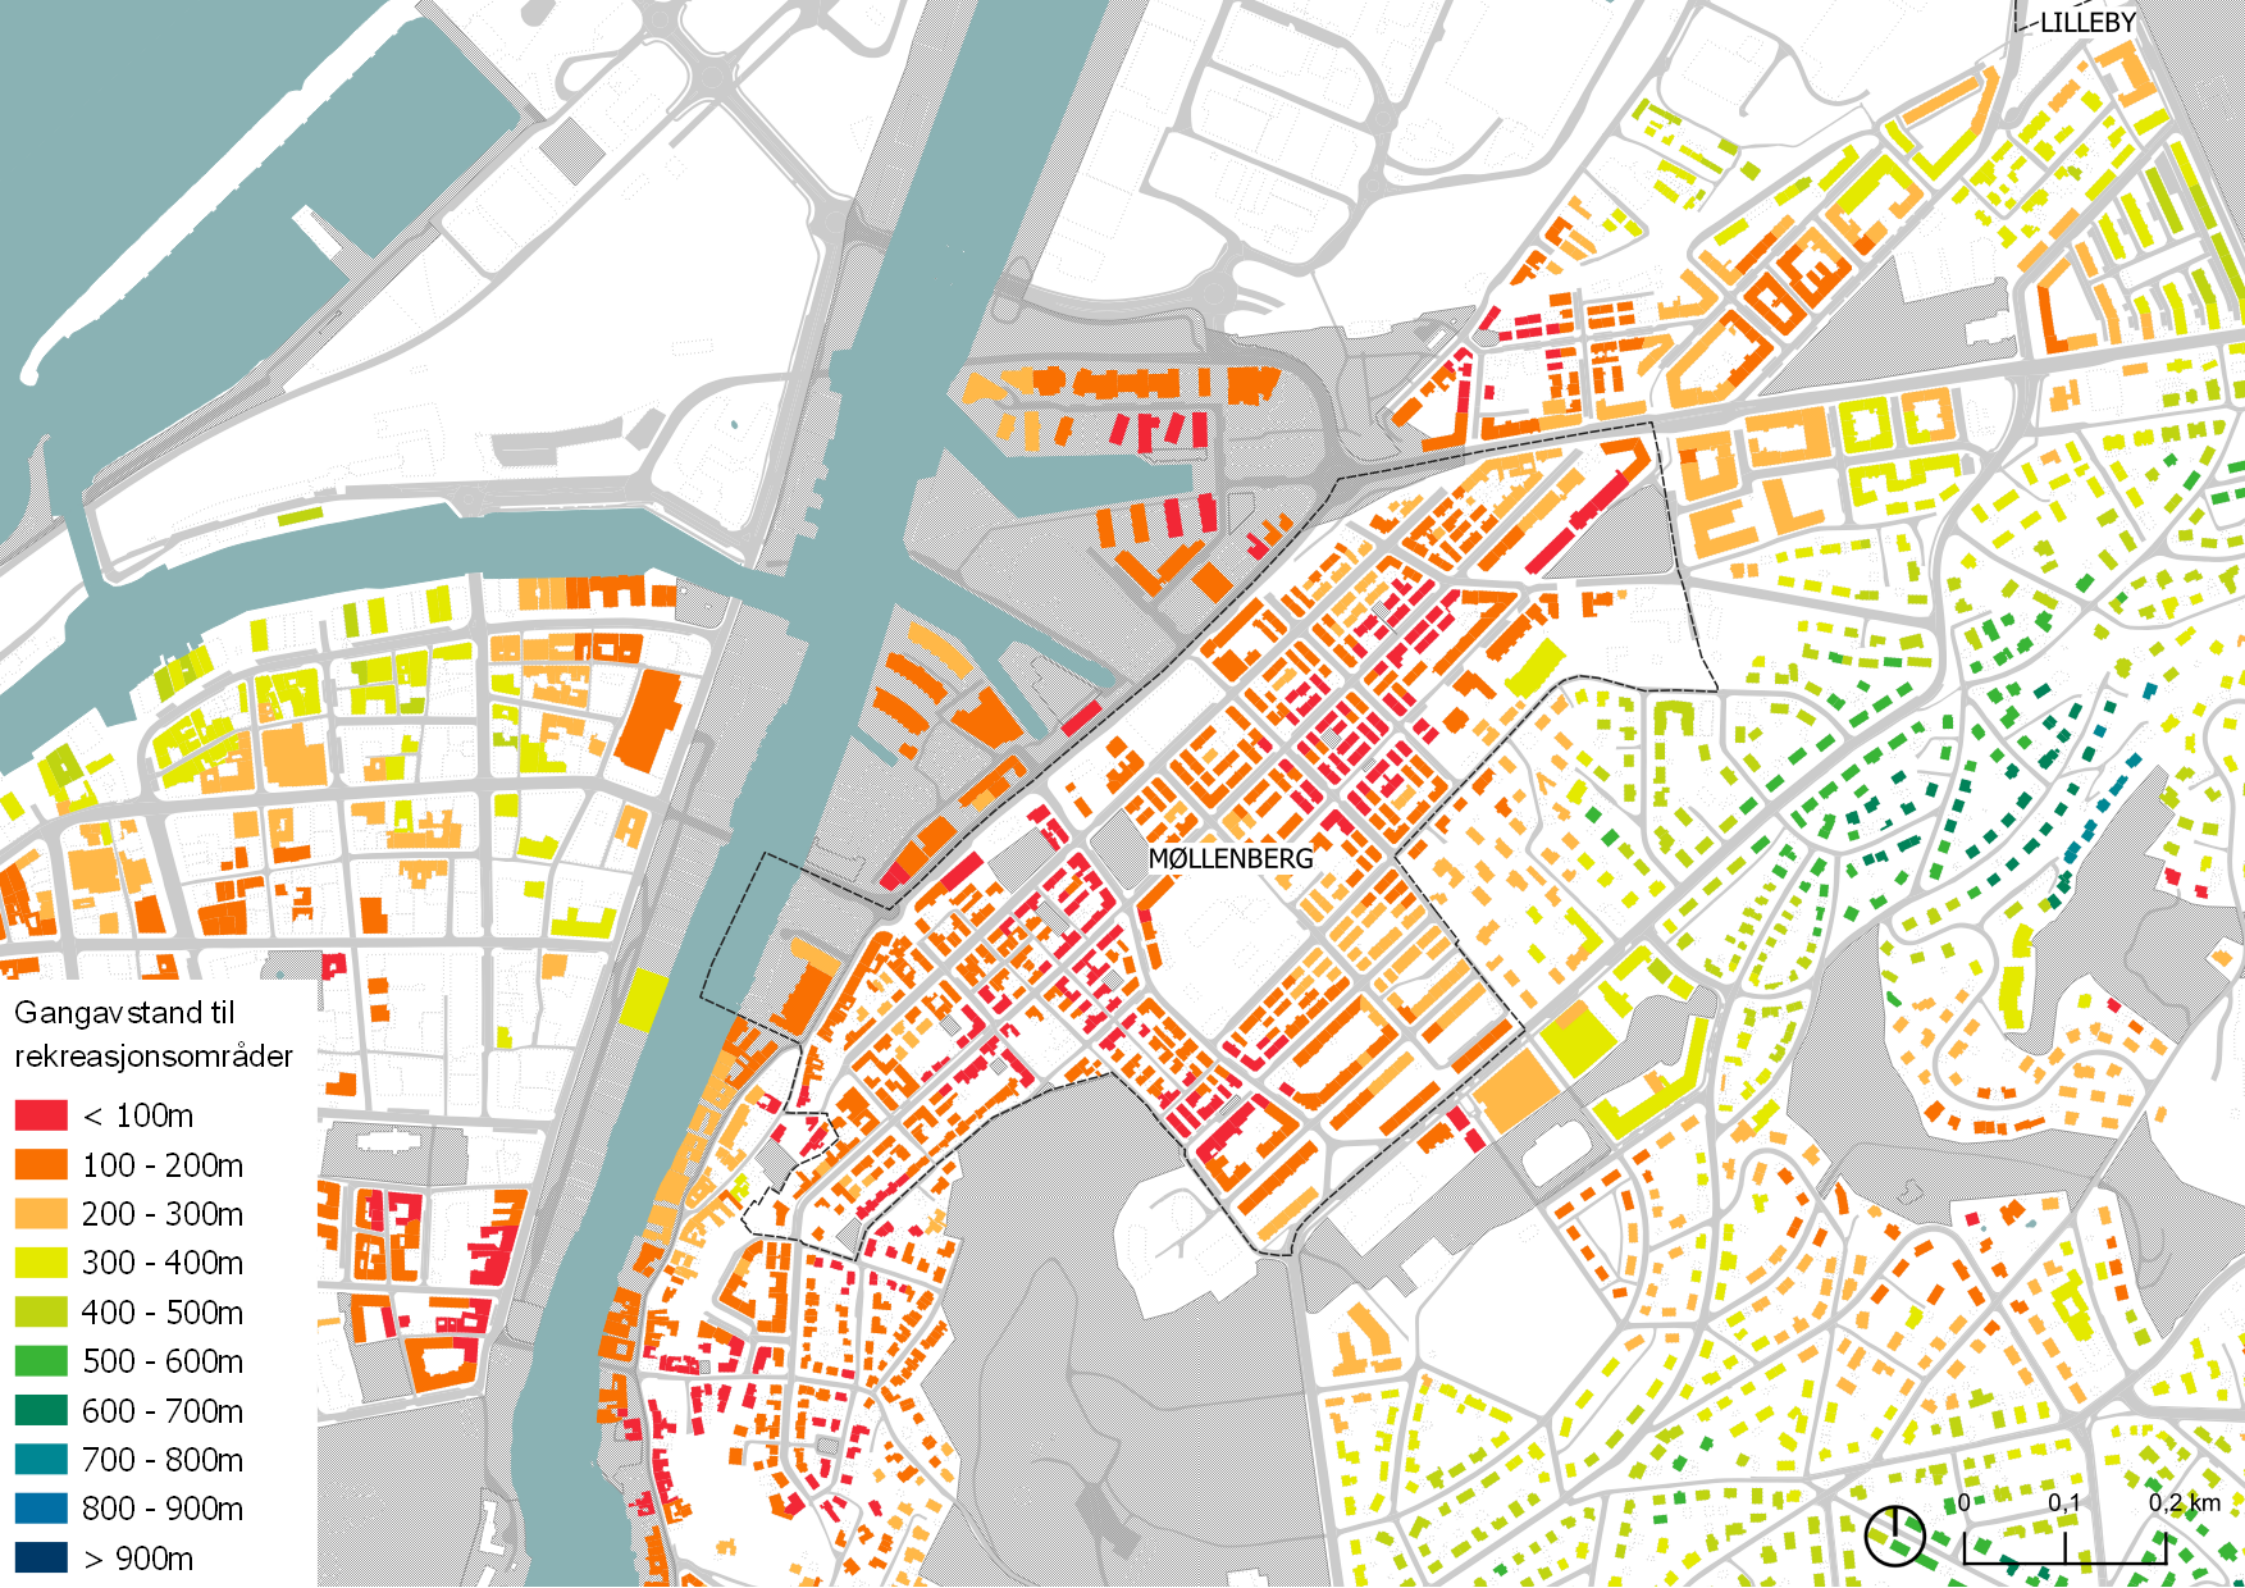 LILLEBY
MØLLENBERG
Gangavstand til
rekreasjonsområder
< 100m
100 - 200m
200 - 300m
300 - 400m
400 - 500m
500 - 600m
600 - 700m
700 - 800m
800 - 900m
> 900m
0 0,1 0,2 km